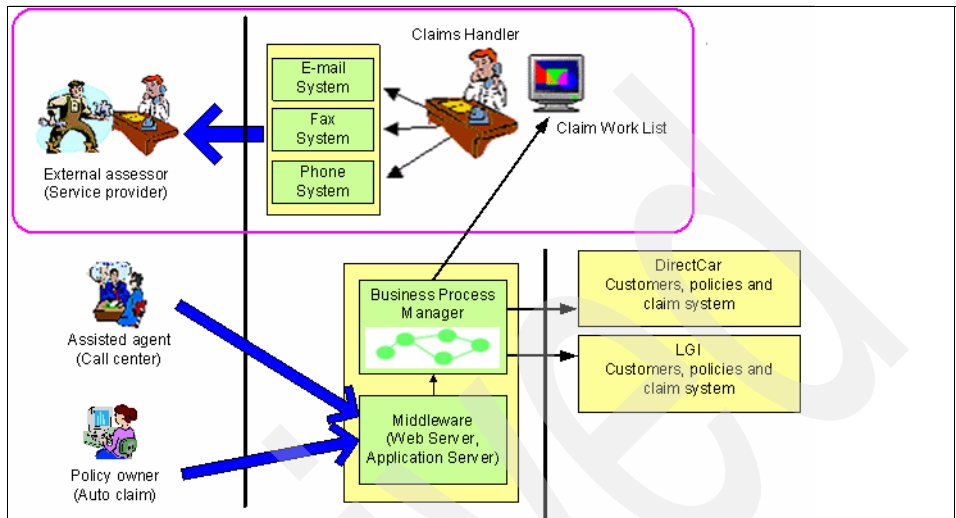 Claims Handler
E-mail
System
Fax
System
Phone
System
Claim Work List
External assessor
(Service provider)
Assisted agent
(Call center)
Policy owner
(Auto claim)
Business Process
Manager
Middleware
(Web Server,
Application Server)
DirectCar
Customers, policies and
claim system
LGI
Customers, policies and
claim system